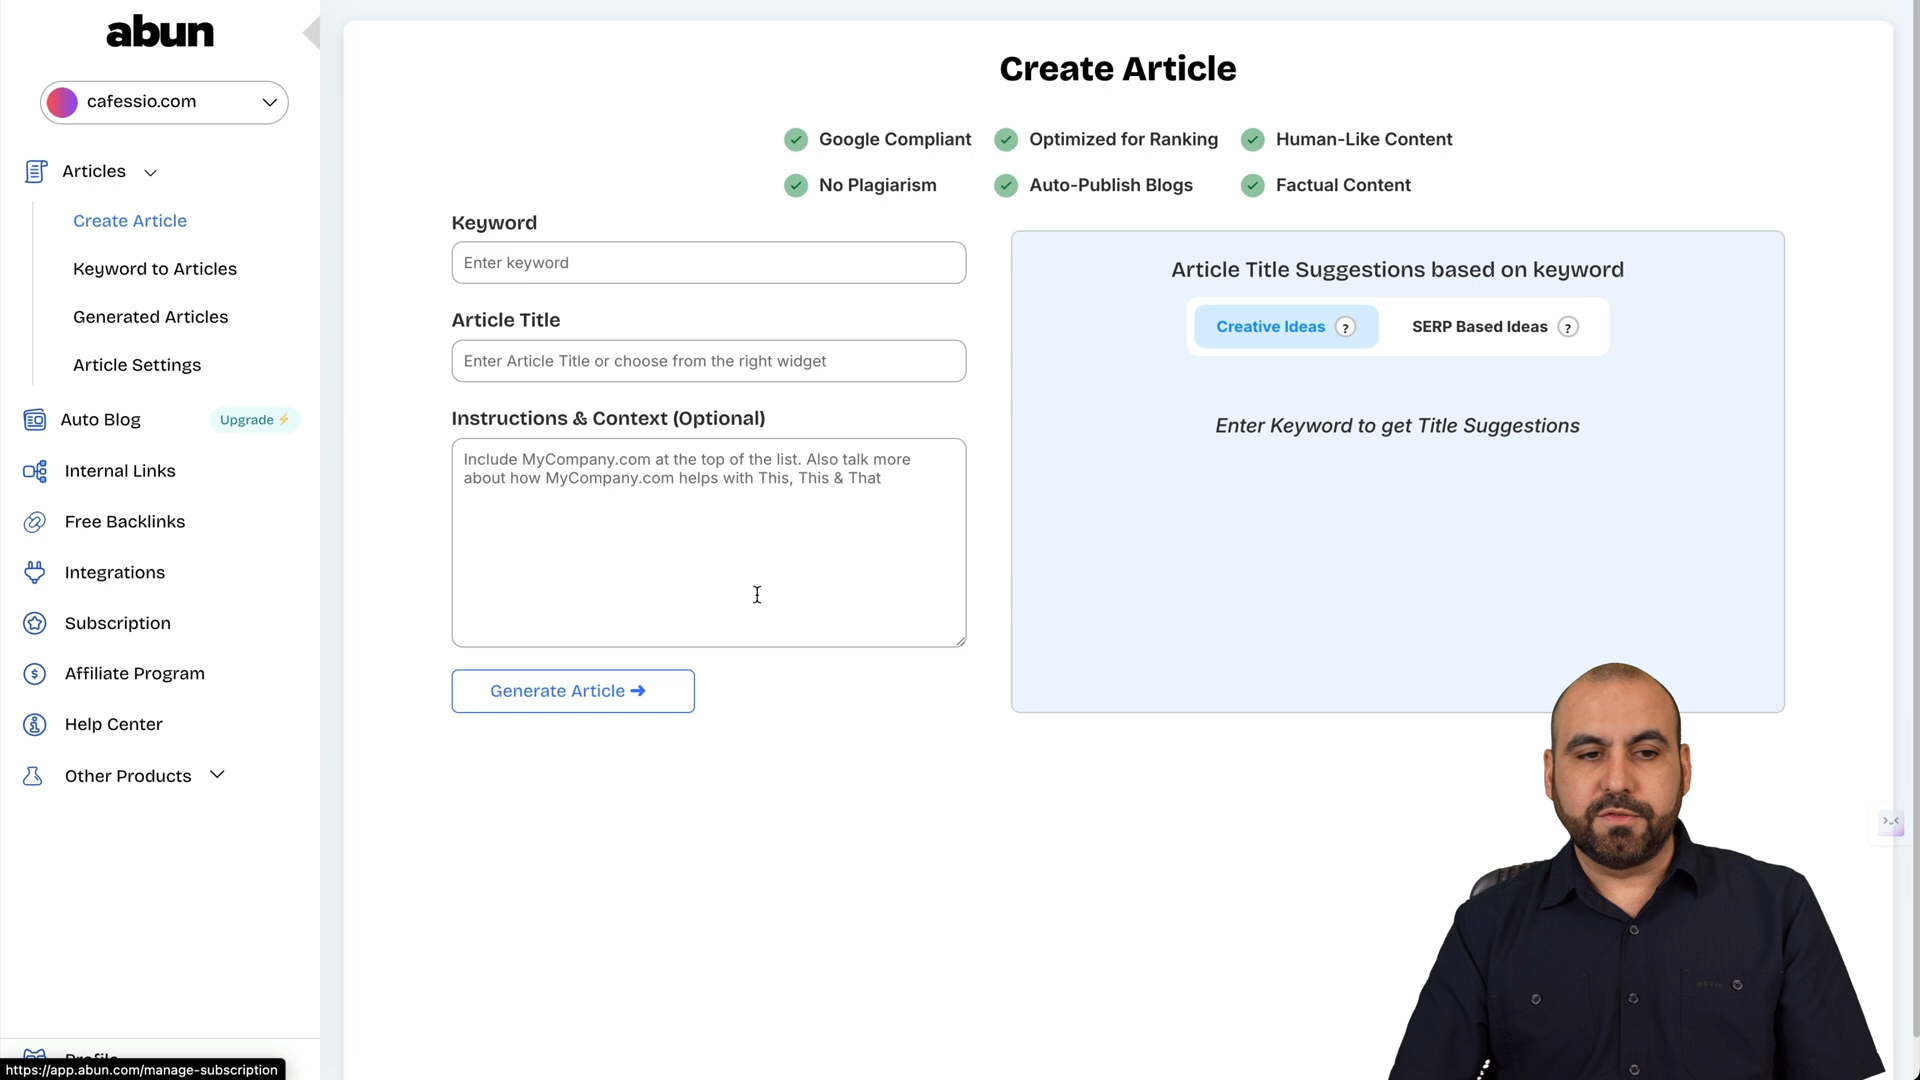 abun
cafessio.com
Articles
Create Article
Keyword to Articles
Generated Articles
Article Settings
Auto Blog
Upgrade ⚡
Internal Links
Free Backlinks
Integrations
Subscription
Affiliate Program
Help Center
Other Products
Profile
https://app.abun.com/manage-subscription
Create Article
Google Compliant
Optimized for Ranking
Human-Like Content
No Plagiarism
Auto-Publish Blogs
Factual Content
Keyword
Enter keyword
Article Title
Enter Article Title or choose from the right widget
Instructions & Context (Optional)
Include MyCompany.com at the top of the list. Also talk more
about how MyCompany.com helps with This, This & That
Generate Article ➜
Article Title Suggestions based on keyword
Creative Ideas ?
SERP Based Ideas ?
Enter Keyword to get Title Suggestions